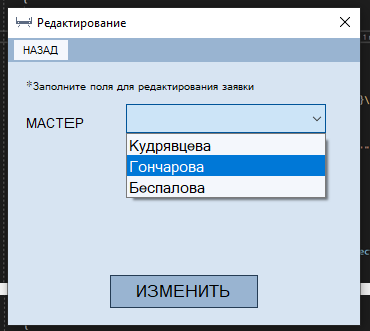 Редактирование
НАЗАД
*Заполните поля для редактирования заявки
МАСТЕР
Кудрявцева
Гончарова
Беспалова
ИЗМЕНИТЬ